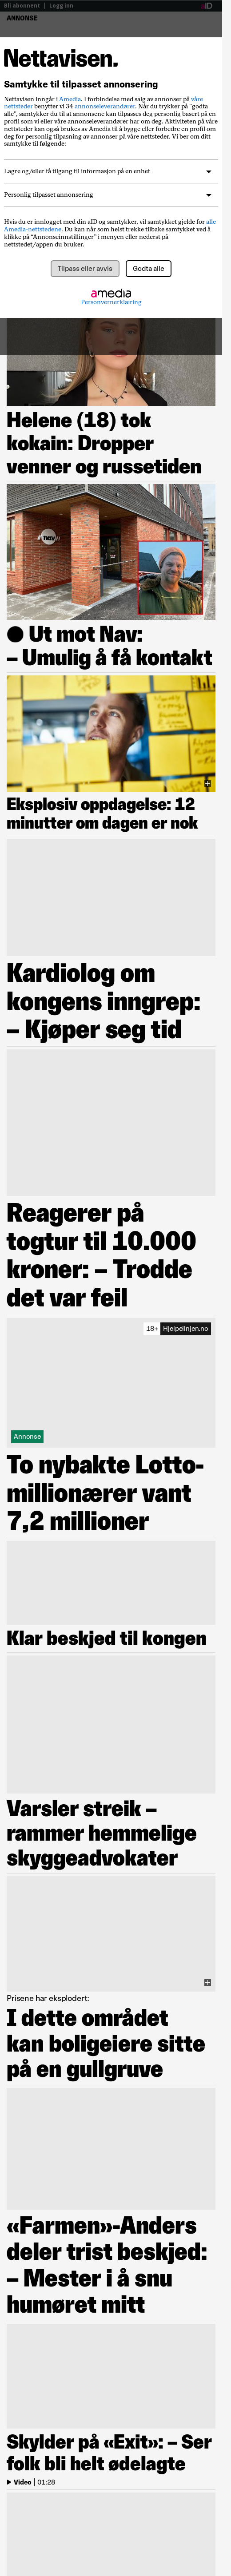 Bli abonnent | Logg inn
aID
ANNONSE
Nettavisen.
Samtykke til tilpasset annonsering
Nettavisen inngår i Amedia. I forbindelse med salg av annonser på våre
nettsteder benytter vi 34 annonseleverandører. Når du trykker på “godta
alle”, samtykker du til at annonsene kan tilpasses deg personlig basert på en
profil som vi eller våre annonseleverandører har om deg. Aktiviteten din på
nettsteder kan også brukes av Amedia til å bygge eller forbedre en profil om
deg for personlig tilpasning av annonser på våre nettsteder. Vi ber om ditt
samtykke til følgende:
Lagre og/eller få tilgang til informasjon på en enhet
Personlig tilpasset annonsering
Hvis du er innlogget med din aID og samtykker, vil samtykket gjelde for alle
Amedia-nettstedene. Du kan når som helst trekke tilbake samtykket ved å
klikke på “Annonseinnstillinger” i menyen eller nederst på
nettstedet/appen du bruker.
Tilpass eller avvis
Godta alle
amedia
Personvernerklæring
Helene (18) tok
kokain: Dropper
venner og russetiden
nav
● Ut mot Nav:
– Umulig å få kontakt
Eksplosiv oppdagelse: 12
minutter om dagen er nok
Kardiolog om
kongens inngrep:
– Kjøper seg tid
Reagerer på
togtur til 10.000
kroner: – Trodde
det var feil
18+ Hjelpelinjen.no
Annonse
To nybakte Lotto-
millionærer vant
7,2 millioner
Klar beskjed til kongen
Varsler streik –
rammer hemmelige
skyggeadvokater
Prisene har eksplodert:
I dette området
kan boligeiere sitte
på en gullgruve
«Farmen»-Anders
deler trist beskjed:
– Mester i å snu
humøret mitt
Skylder på «Exit»: – Ser
folk bli helt ødelagte
Video | 01:28